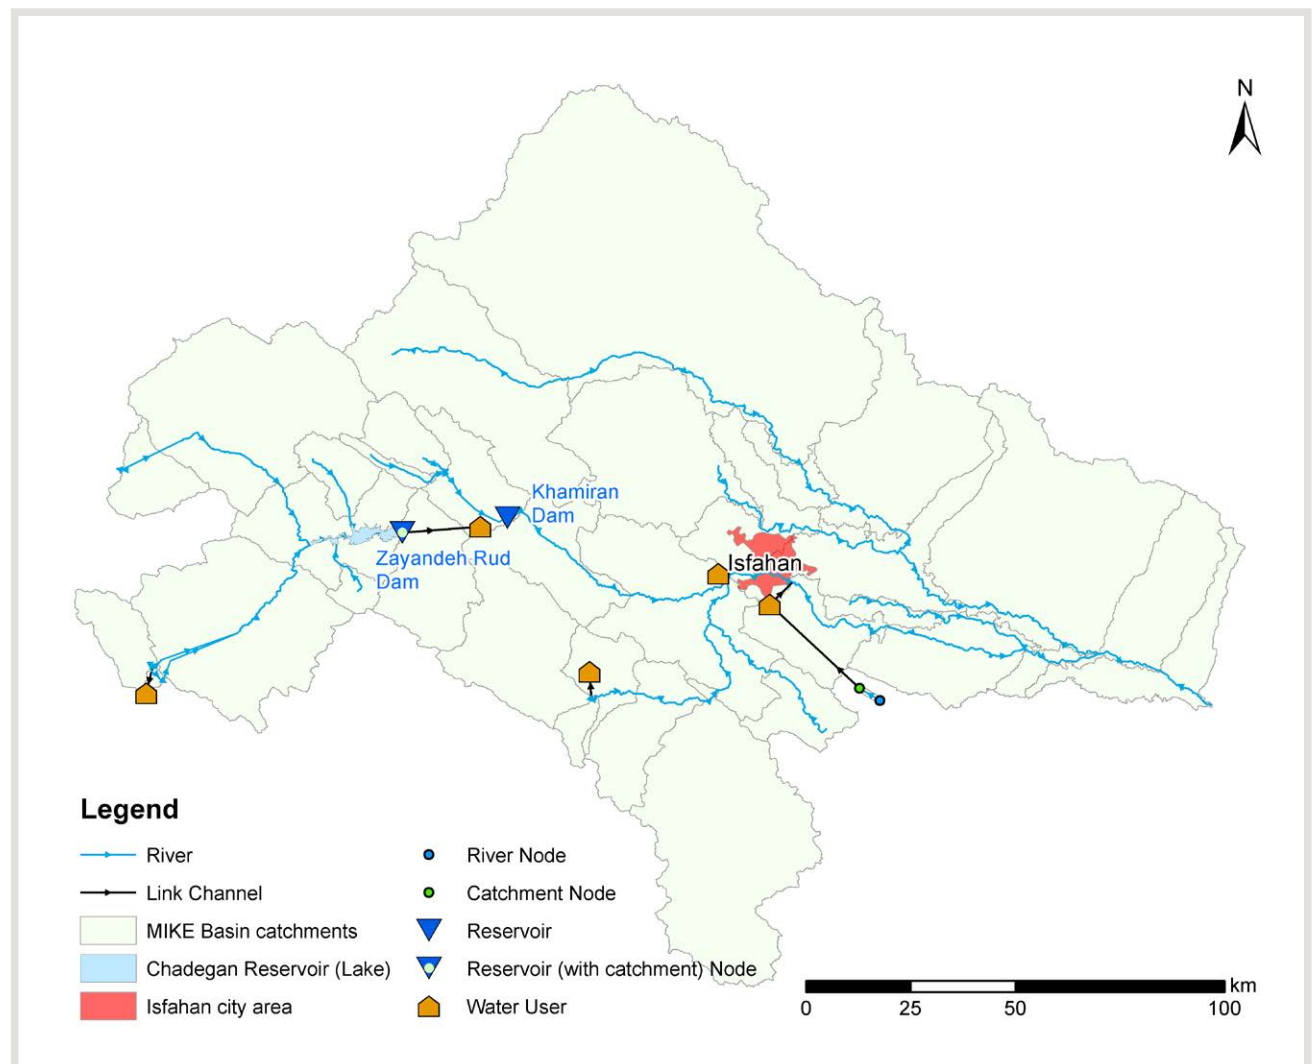 N
Khamiran
Dam
Zayandeh Rud
Dam
Isfahan
Legend
River
Link Channel
MIKE Basin catchments
Chadegan Reservoir (Lake)
Isfahan city area
River Node
Catchment Node
Reservoir
Reservoir (with catchment) Node
Water User
km
0 25 50 100